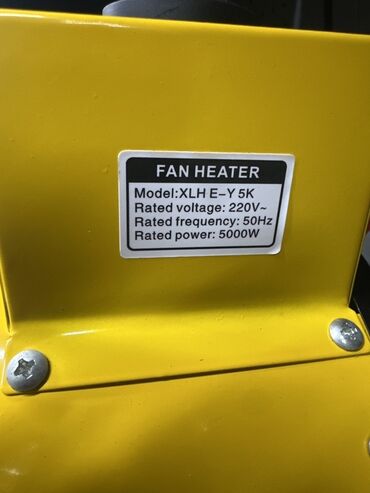 FAN HEATER
Model:XLH E-Y 5K
Rated voltage: 220V~
Rated frequency: 50Hz
Rated power: 5000W